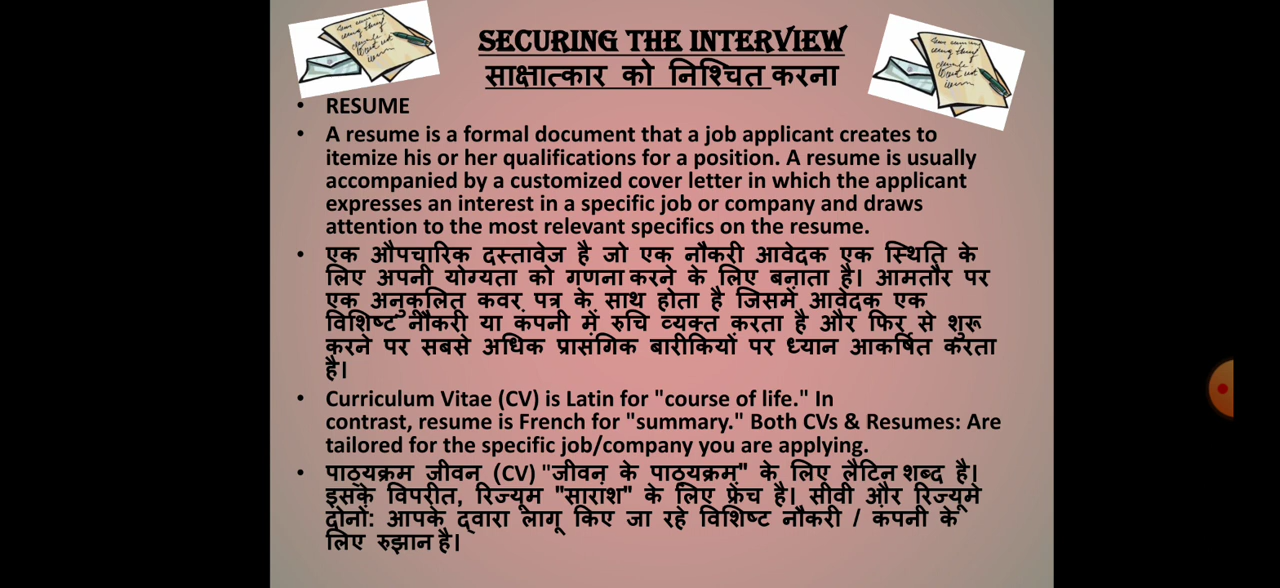 SECURING THE INTERVIEW
साक्षात्कार को निश्चित करना
• RESUME
• A resume is a formal document that a job applicant creates to
itemize his or her qualifications for a position. A resume is usually
accompanied by a customized cover letter in which the applicant
expresses an interest in a specific job or company and draws
attention to the most relevant specifics on the resume.
• एक औपचारिक दस्तावेज है जो एक नौकरी आवेदक एक स्थिति के
लिए अपनी योग्यता को गणना करने के लिए बनाता है। आमतौर पर
एक अनुकूलित कवर पत्र के साथ होता है जिसमें आवेदक एक
विशिष्ट नौकरी या कंपनी में रुचि व्यक्त करता है और फिर से शुरू
करने पर सबसे अधिक प्रासंगिक बारीकियों पर ध्यान आकर्षित करता
है।
• Curriculum Vitae (CV) is Latin for "course of life." In
contrast, resume is French for "summary." Both CVs & Resumes: Are
tailored for the specific job/company you are applying.
• पाठ्यक्रम जीवन (CV) "जीवन के पाठ्यक्रम" के लिए लैटिन शब्द है।
इसके विपरीत, रिज्यूम "सारांश" के लिए फ्रेंच है। सीवी और रिज्यूमे
दोनों: आपके द्वारा लागू किए जा रहे विशिष्ट नौकरी / कंपनी के
लिए रुझान है।